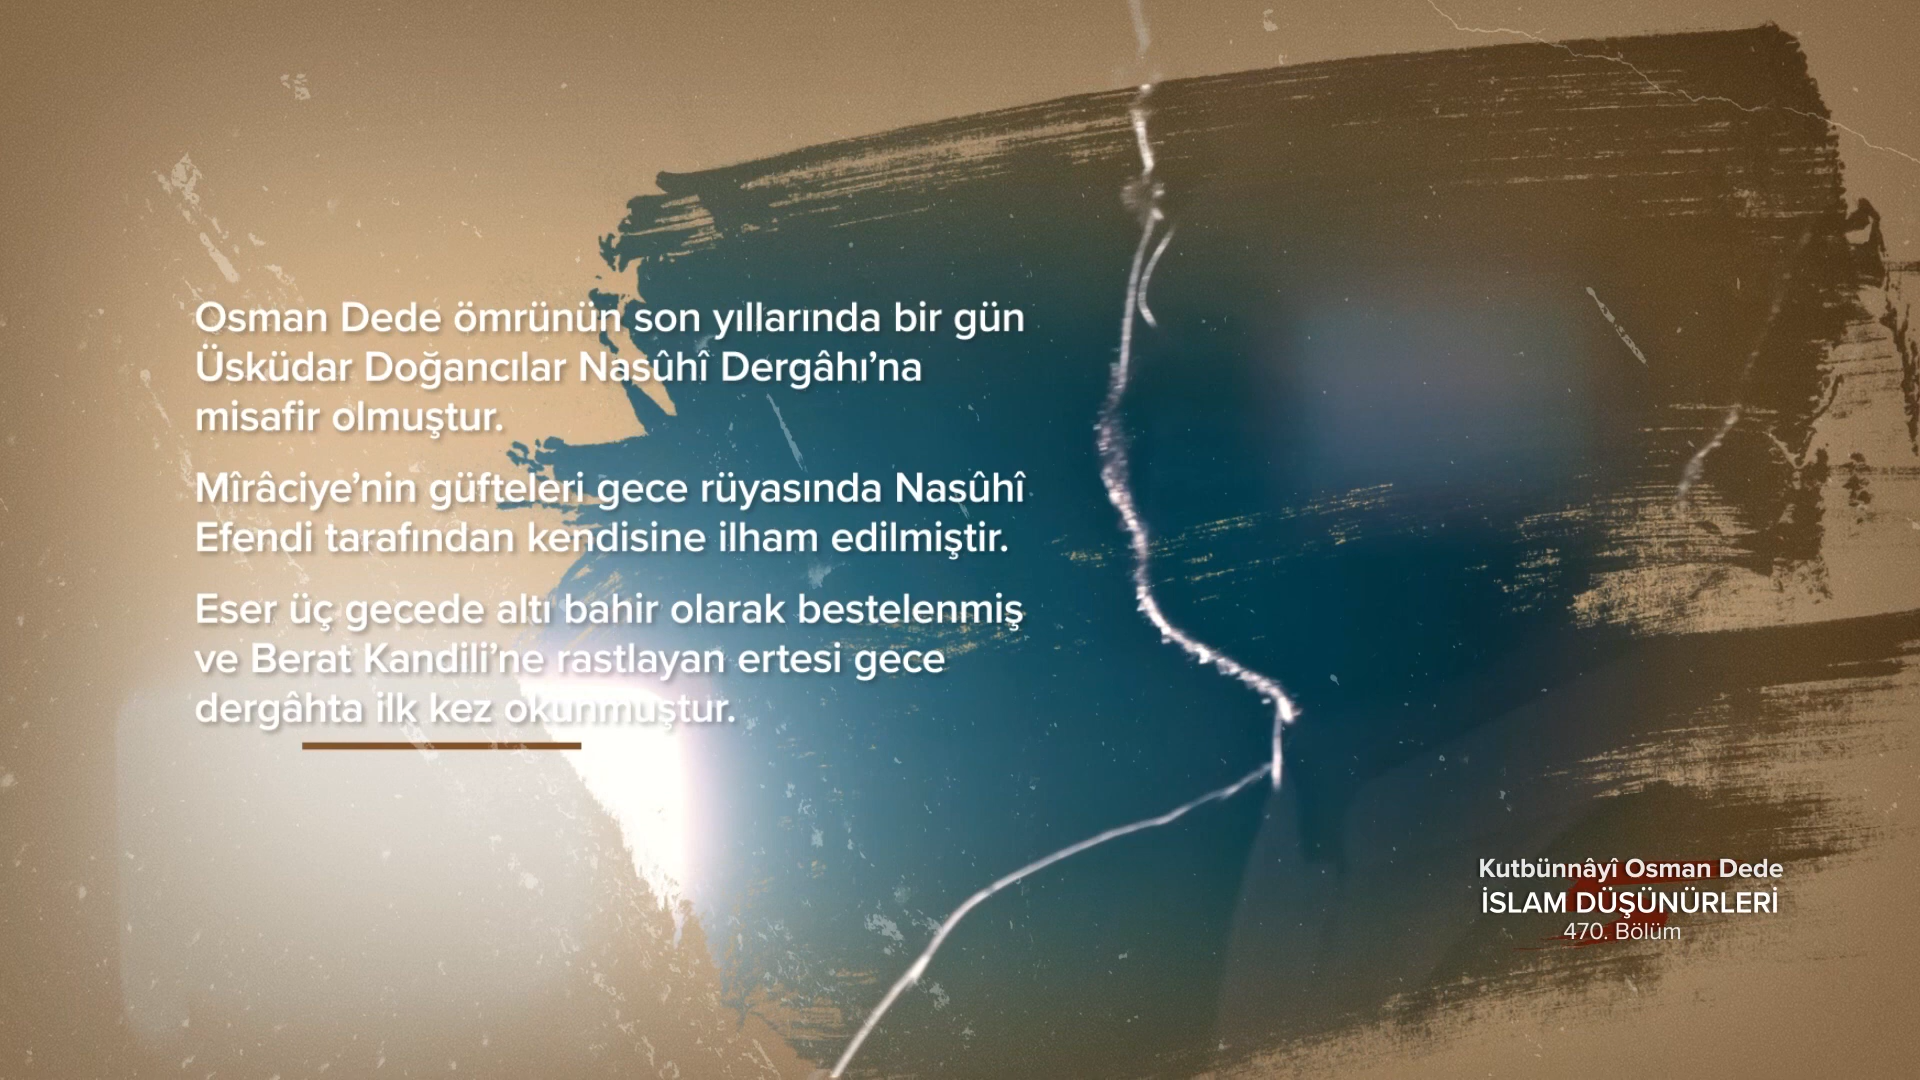 Osman Dede ömrünün son yıllarında bir gün
Üsküdar Doğancılar Nasûhî Dergâhı’na
misafir olmuştur.
Mîrâciye’nin güfteleri gece rüyasında Nasûhî
Efendi tarafından kendisine ilham edilmiştir.
Eser üç gecede altı bahir olarak bestelenmiş
ve Berat Kandili’ne rastlayan ertesi gece
dergâhta ilk kez okunmuştur.
Kutbünnâyî Osman Dede
İSLAM DÜŞÜNÜRLERİ
470. Bölüm